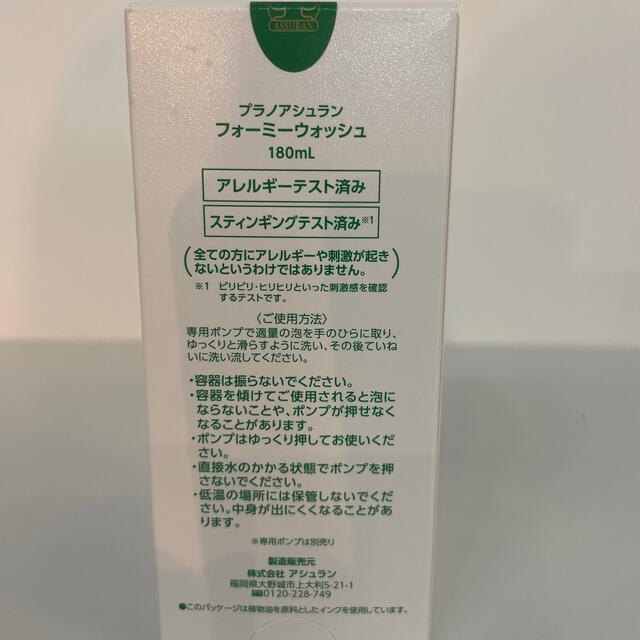 ASSURAN
プラノアシュラン
フォーミーウォッシュ
180mL
アレルギーテスト済み
スティンギングテスト済み※1
(全ての方にアレルギーや刺激が起き
ないというわけではありません。)
※1 ピリピリ・ヒリヒリといった刺激感を確認
するテストです。
〈ご使用方法〉
専用ポンプで適量の泡を手のひらに取り、
ゆっくりと滑らすように洗い、その後ていね
いに洗い流してください。
・容器は振らないでください。
・容器を傾けてご使用されると泡に
ならないことや、ポンプが押せなく
なることがあります。
・ポンプはゆっくり押してお使いくだ
さい。
・直接水のかかる状態でポンプを押
さないでください。
・低温の場所には保管しないでくだ
さい。中身が出にくくなることがあ
ります。
※専用ポンプは別売り
製造販売元
株式会社 アシュラン
福岡県大野城市上大利5-21-1
0120-228-749
●このパッケージは植物油を原料としたインクを使用しています。